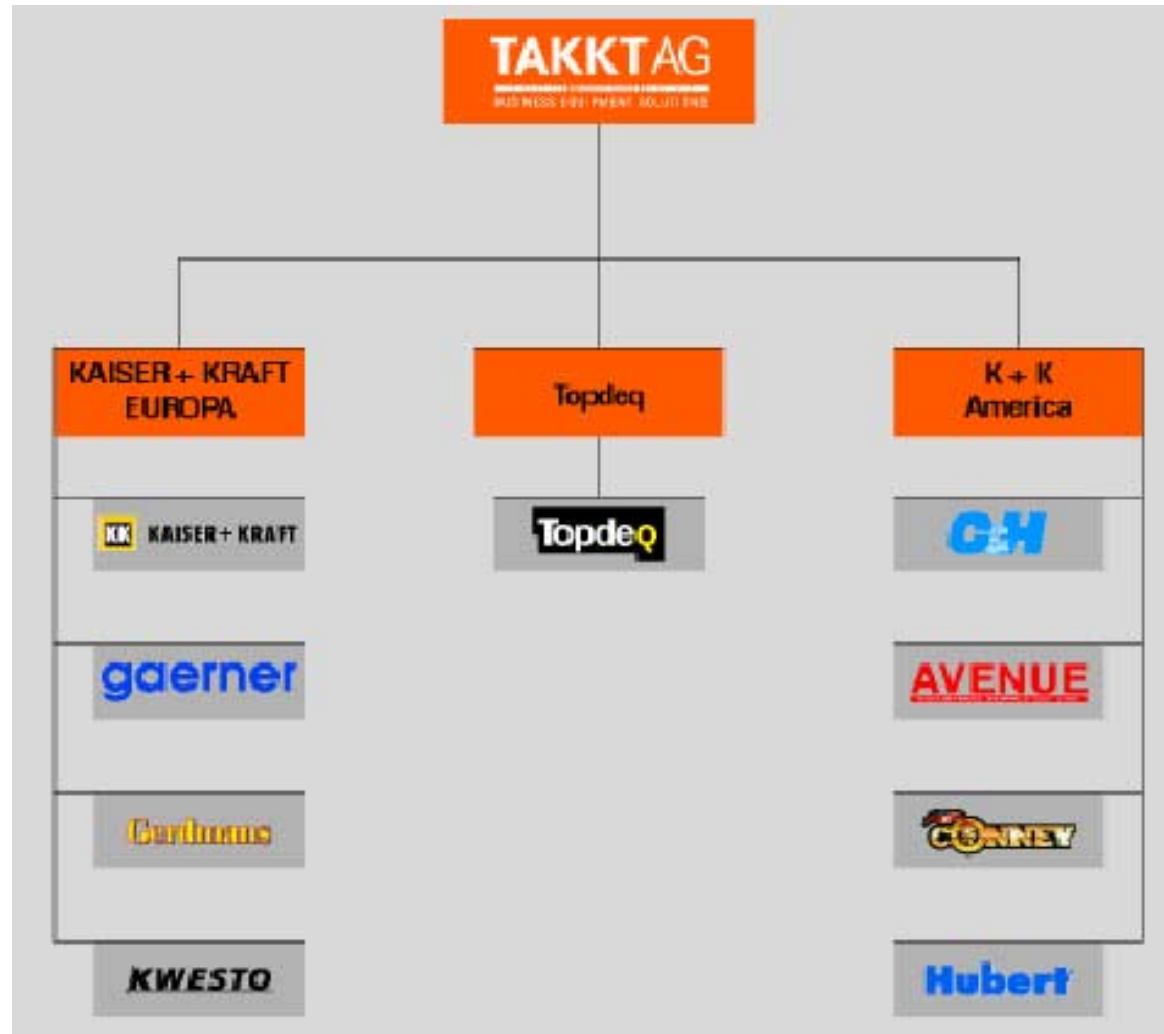 TAKKT AG
BUSINESS EQUIPMENT SOLUTIONS
KAISER + KRAFT
EUROPA
Topdeq
K + K
America
KK KAISER + KRAFT
TopdeQ
C&H
gaerner
AVENUE
Gerdmans
CONNEY
KWESTO
Hubert